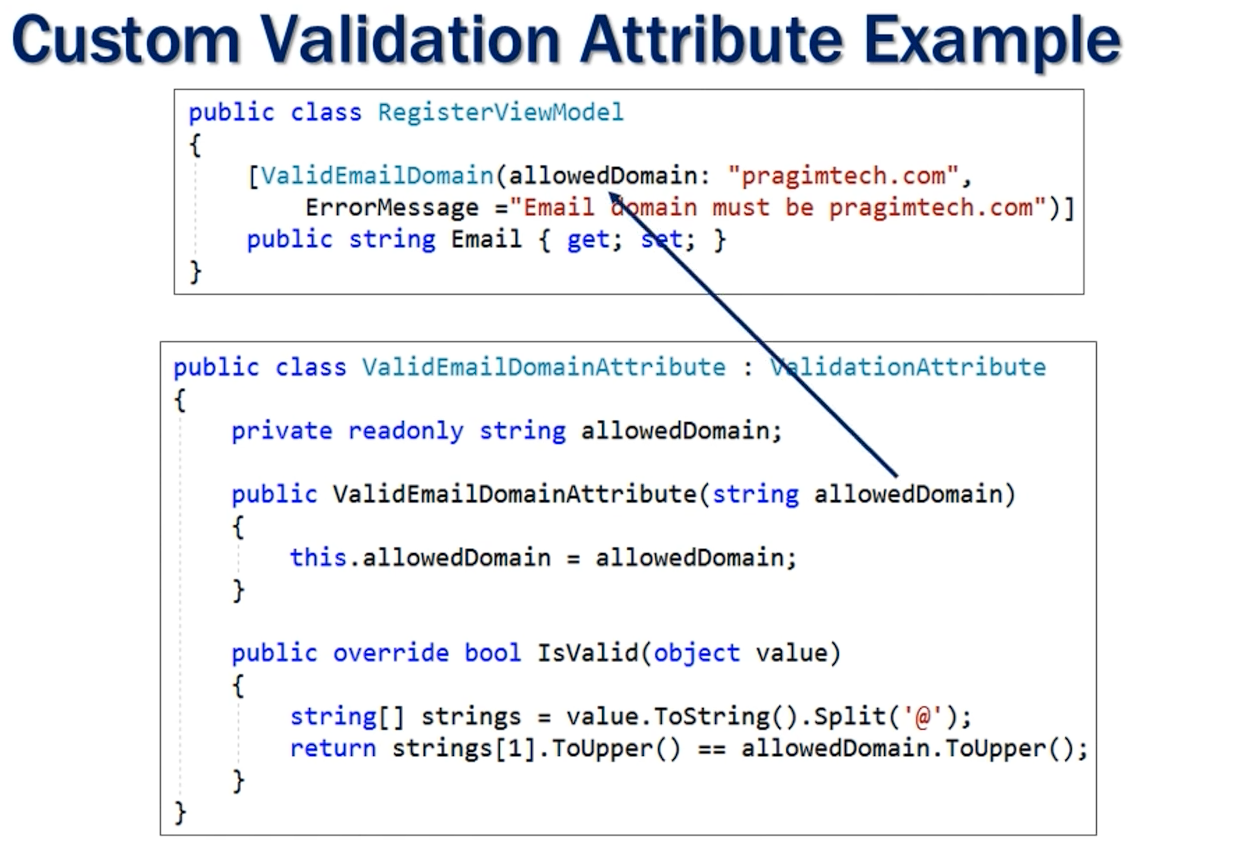 Custom Validation Attribute Example
public class RegisterViewModel
{
[ValidEmailDomain(allowedDomain: "pragimtech.com",
ErrorMessage ="Email domain must be pragimtech.com")]
public string Email { get; set; }
}
public class ValidEmailDomainAttribute : ValidationAttribute
{
private readonly string allowedDomain;
public ValidEmailDomainAttribute(string allowedDomain)
{
this.allowedDomain = allowedDomain;
}
public override bool IsValid(object value)
{
string[] strings = value.ToString().Split('@');
return strings[1].ToUpper() == allowedDomain.ToUpper();
}
}